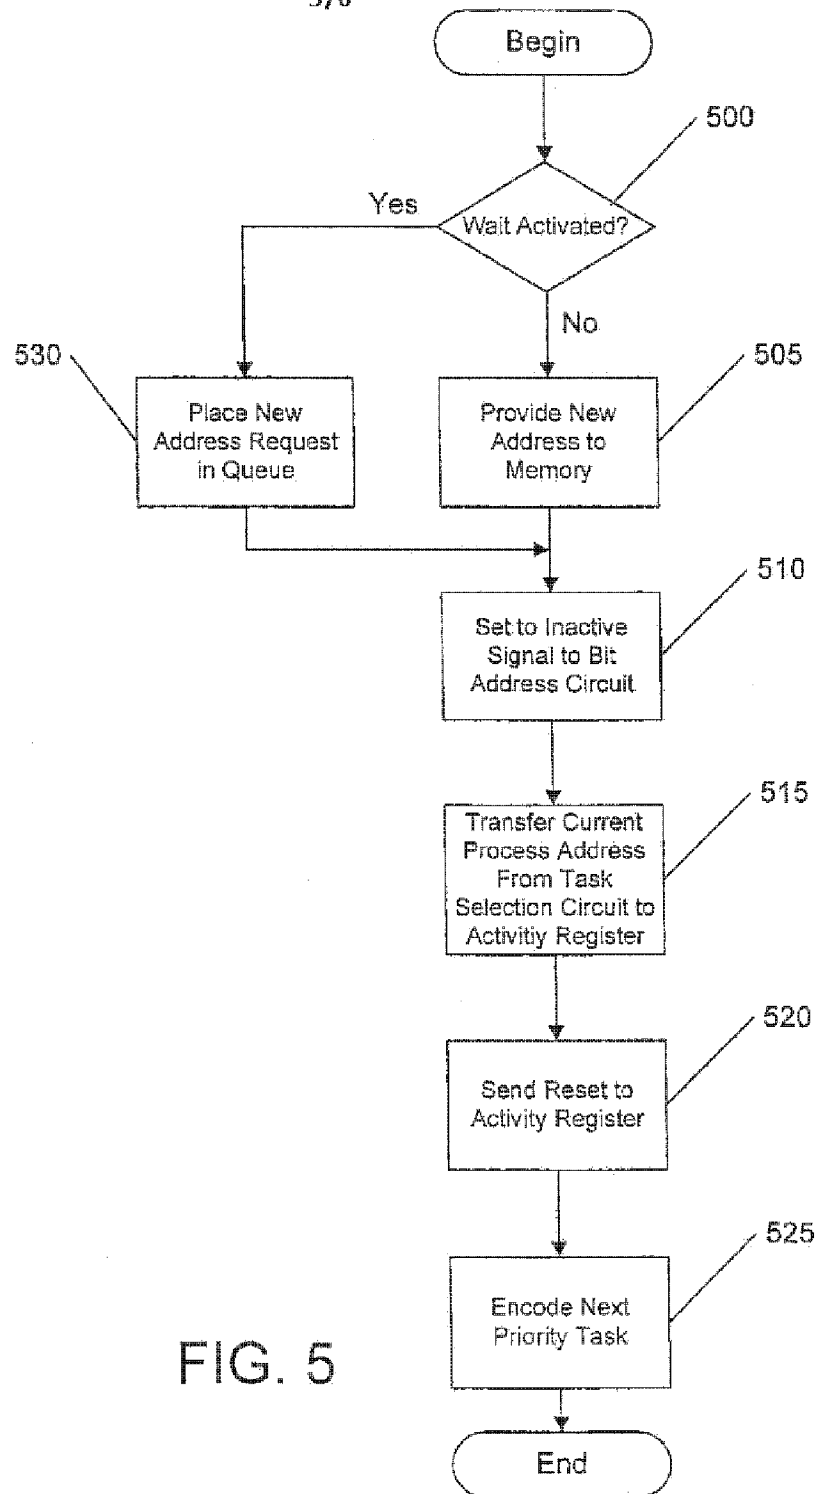 Begin
500
Yes
Wait Activated?
No
530
505
Place New
Address Request
in Queue
Provide New
Address to
Memory
510
Set to Inactive
Signal to Bit
Address Circuit
515
Transfer Current
Process Address
From Task
Selection Circuit to
Activitiy Register
520
Send Reset to
Activity Register
525
Encode Next
Priority Task
FIG. 5
End